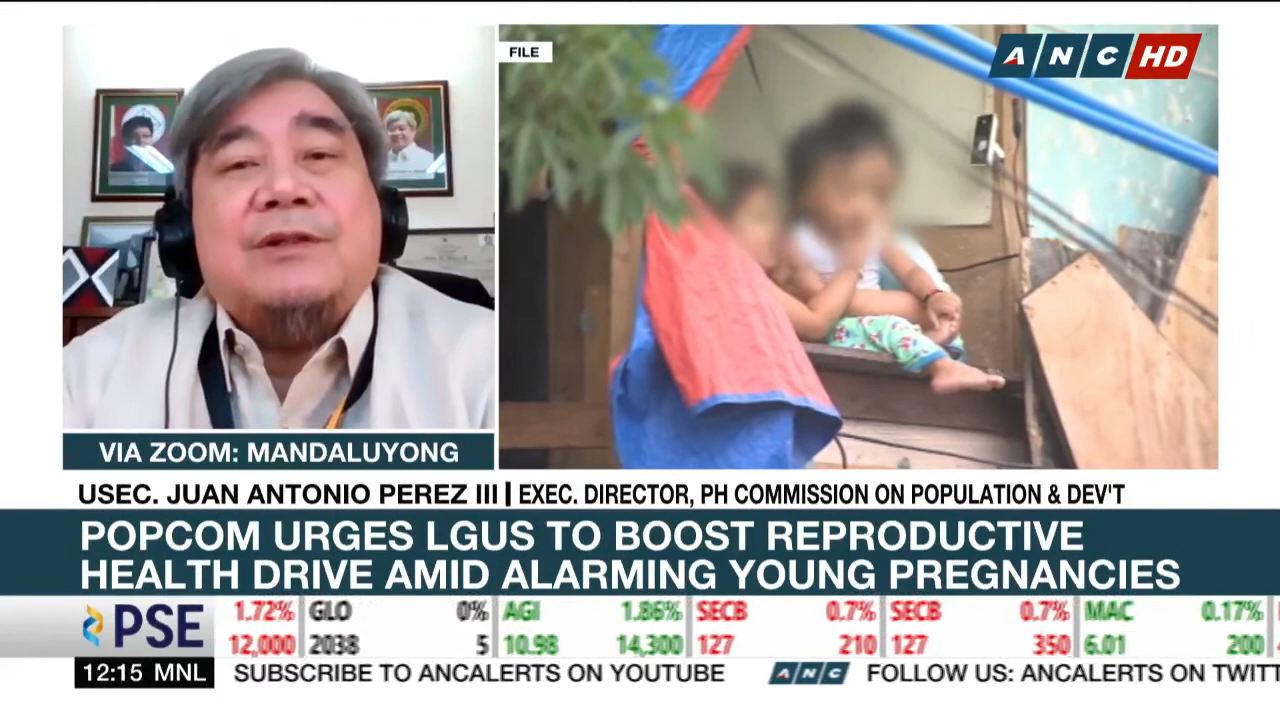 FILE
ANC HD
VIA ZOOM: MANDALUYONG
USEC. JUAN ANTONIO PEREZ III | EXEC. DIRECTOR, PH COMMISSION ON POPULATION & DEV'T
POPCOM URGES LGUS TO BOOST REPRODUCTIVE
HEALTH DRIVE AMID ALARMING YOUNG PREGNANCIES
PSE
1.72% GLO 0% AGI 1.86% SECB 0.7% SECB 0.7% MAC 0.17%
12,000 2038 5 10.98 14,300 127 210 127 350 6.01 200
12:15 MNL SUBSCRIBE TO ANCALERTS ON YOUTUBE ANC FOLLOW US: ANCALERTS ON TWITT